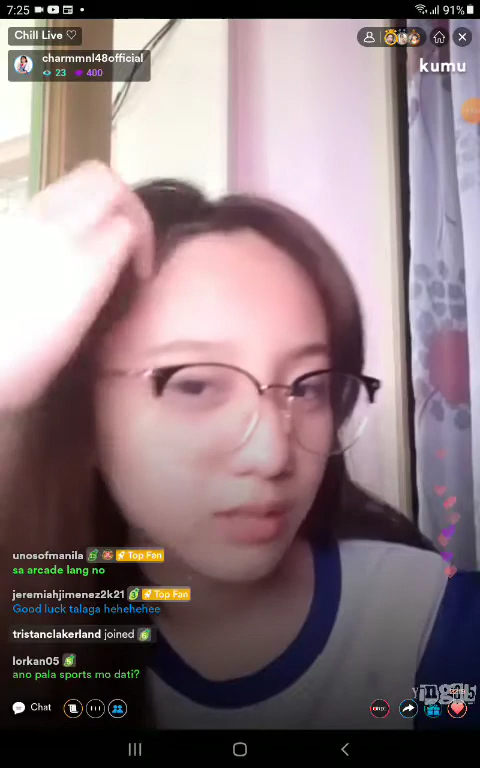 7:25
91%
Chill Live ♡
charmmnl48official
23 400
kumu
unosofmanila Top Fan
sa arcade lang no
jeremiahjimenez2k21 Top Fan
Good luck talaga hehehehee
tristanclakerland joined
lorkan05
ano pala sports mo dati?
Chat